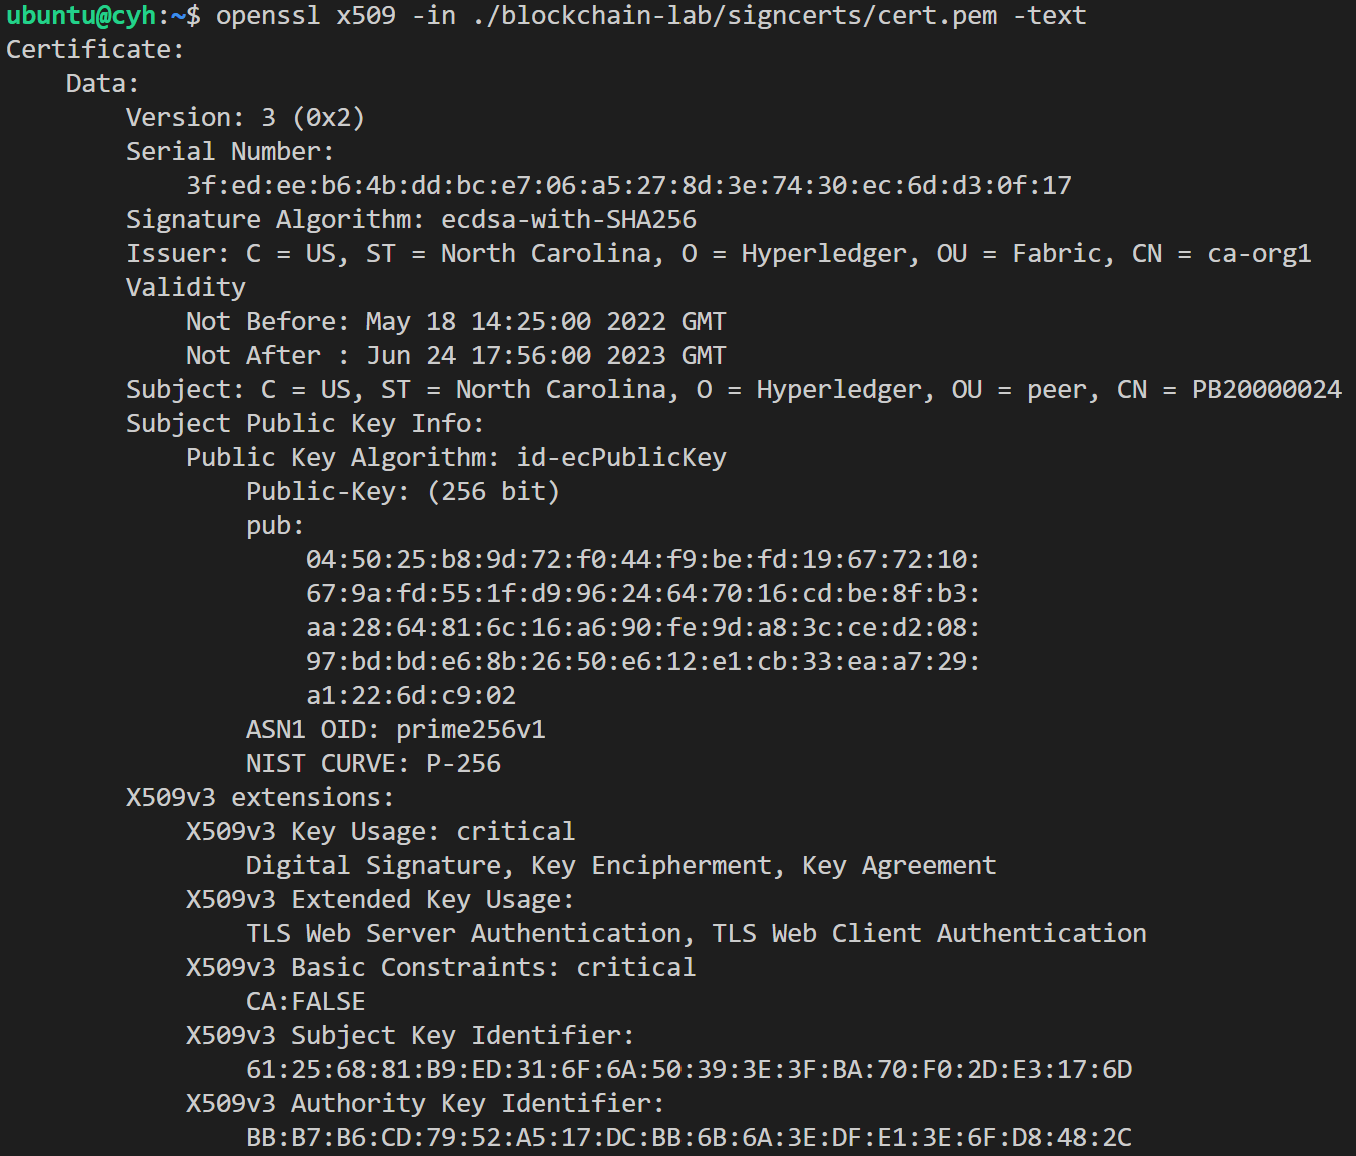 ubuntu@cyh:~$ openssl x509 -in ./blockchain-lab/signcerts/cert.pem -text
Certificate:
    Data:
        Version: 3 (0x2)
        Serial Number:
            3f:ed:ee:b6:4b:dd:bc:e7:06:a5:27:8d:3e:74:30:ec:6d:d3:0f:17
        Signature Algorithm: ecdsa-with-SHA256
        Issuer: C = US, ST = North Carolina, O = Hyperledger, OU = Fabric, CN = ca-org1
        Validity
            Not Before: May 18 14:25:00 2022 GMT
            Not After : Jun 24 17:56:00 2023 GMT
        Subject: C = US, ST = North Carolina, O = Hyperledger, OU = peer, CN = PB20000024
        Subject Public Key Info:
            Public Key Algorithm: id-ecPublicKey
                Public-Key: (256 bit)
                pub:
                    04:50:25:b8:9d:72:f0:44:f9:be:fd:19:67:72:10:
                    67:9a:fd:55:1f:d9:96:24:64:70:16:cd:be:8f:b3:
                    aa:28:64:81:6c:16:a6:90:fe:9d:a8:3c:ce:d2:08:
                    97:bd:bd:e6:8b:26:50:e6:12:e1:cb:33:ea:a7:29:
                    a1:22:6d:c9:02
                ASN1 OID: prime256v1
                NIST CURVE: P-256
        X509v3 extensions:
            X509v3 Key Usage: critical
                Digital Signature, Key Encipherment, Key Agreement
            X509v3 Extended Key Usage:
                TLS Web Server Authentication, TLS Web Client Authentication
            X509v3 Basic Constraints: critical
                CA:FALSE
            X509v3 Subject Key Identifier:
                61:25:68:81:B9:ED:31:6F:6A:50:39:3E:3F:BA:70:F0:2D:E3:17:6D
            X509v3 Authority Key Identifier:
                BB:B7:B6:CD:79:52:A5:17:DC:BB:6B:6A:3E:DF:E1:3E:6F:D8:48:2C